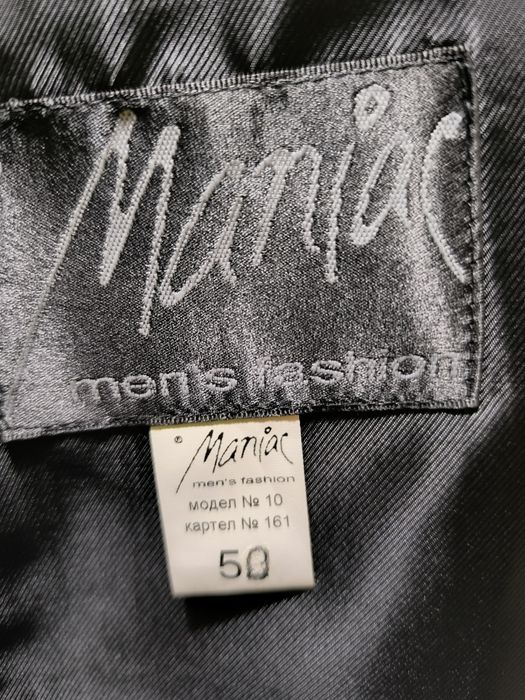 Maniac
men's fashion
® Maniac
men's fashion
модел № 10
картел № 161
50